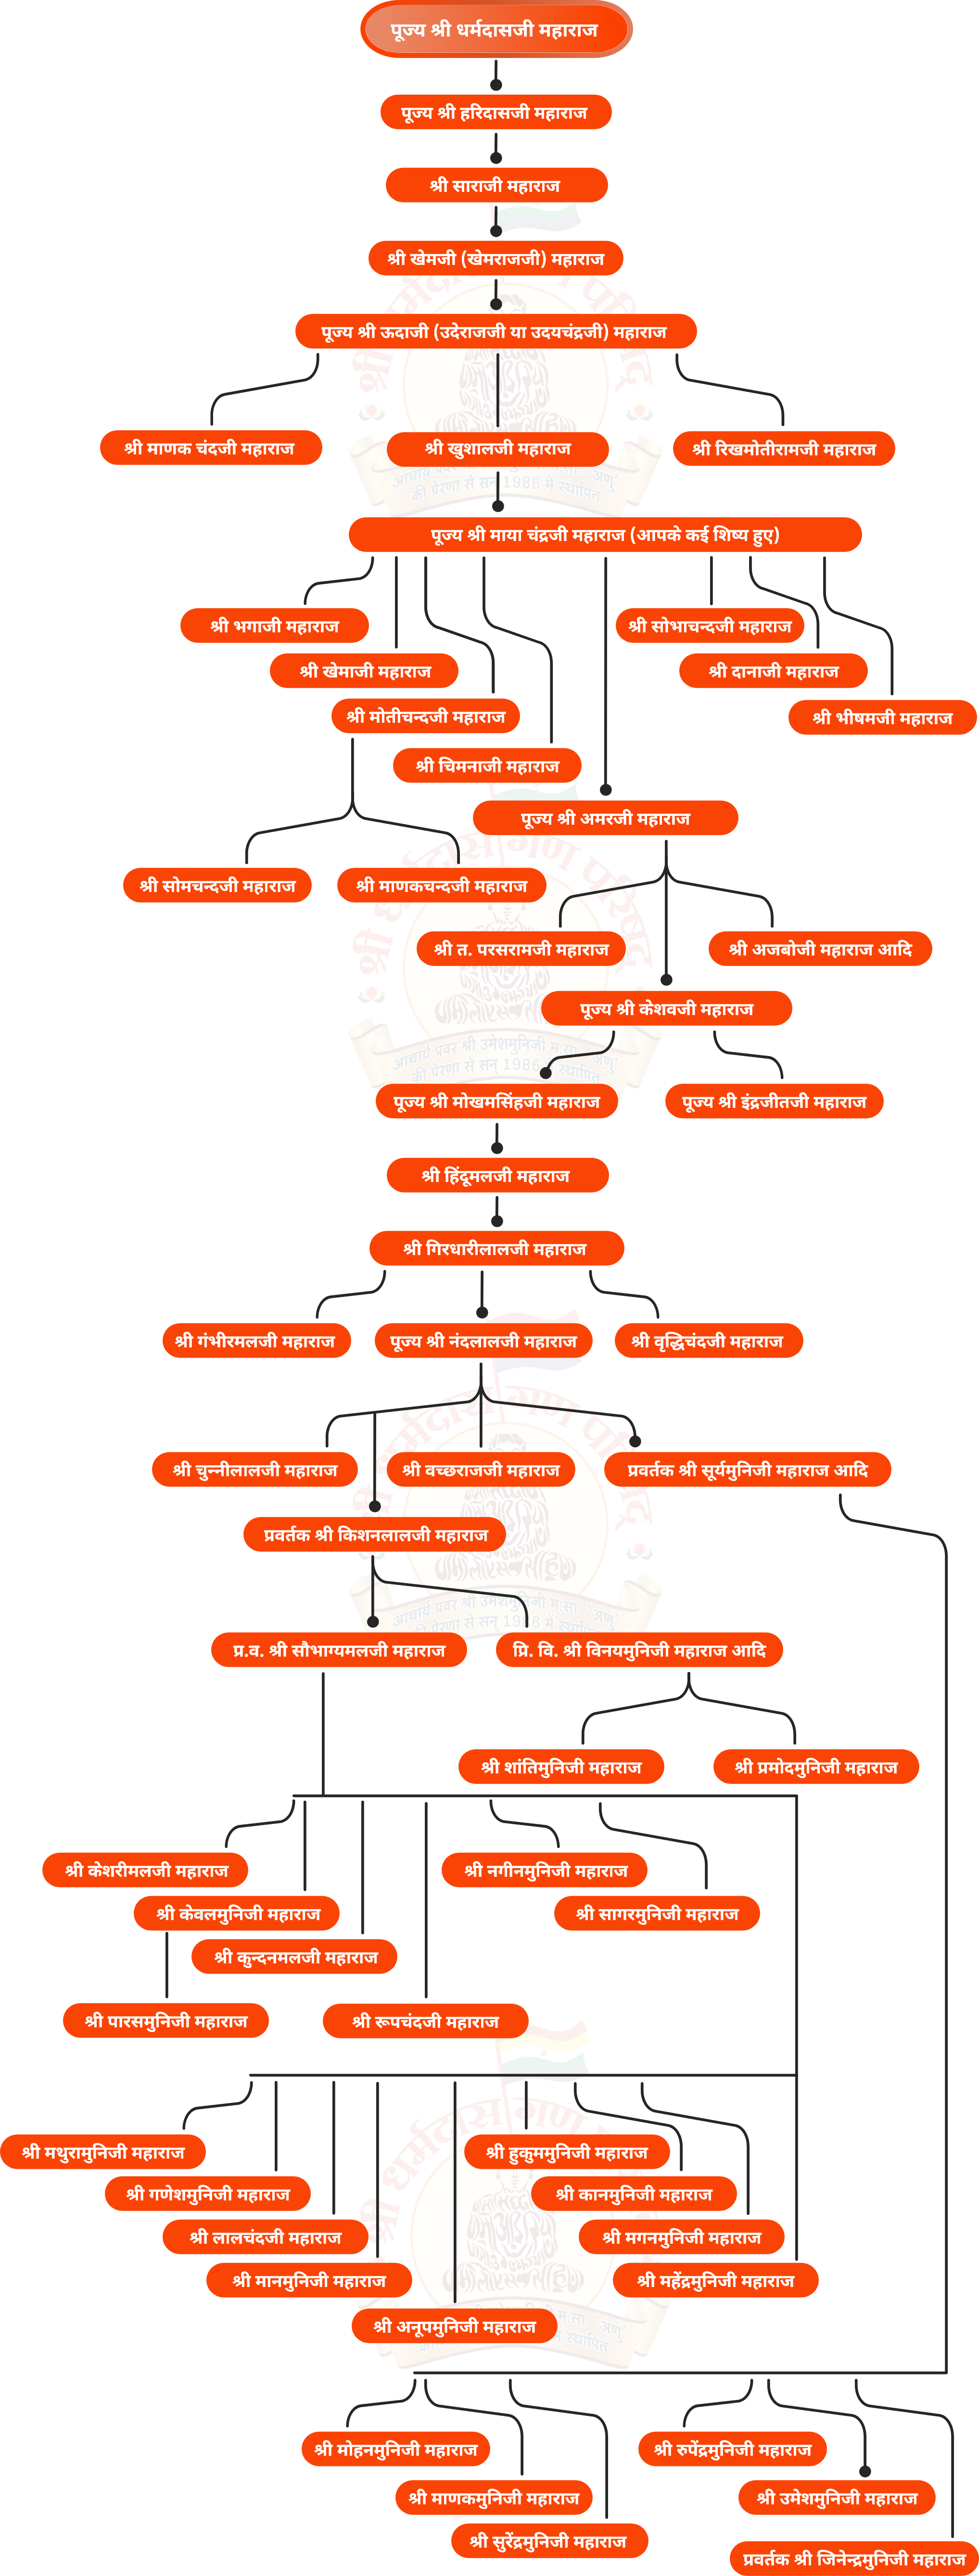 पूज्य श्री धर्मदासजी महाराज
पूज्य श्री हरिदासजी महाराज
श्री साराजी महाराज
श्री खेमजी (खेमराजजी) महाराज
पूज्य श्री ऊदाजी (उदेराजजी या उदयचंद्रजी) महाराज
श्री माणक चंदजी महाराज
श्री खुशालजी महाराज
श्री रिखमोतीरामजी महाराज
पूज्य श्री माया चंद्रजी महाराज (आपके कई शिष्य हुए)
श्री भगाजी महाराज
श्री सोभाचन्दजी महाराज
श्री खेमाजी महाराज
श्री दानाजी महाराज
श्री मोतीचन्दजी महाराज
श्री भीषमजी महाराज
श्री चिमनाजी महाराज
पूज्य श्री अमरजी महाराज
श्री सोमचन्दजी महाराज
श्री माणकचन्दजी महाराज
श्री त. परसरामजी महाराज
श्री अजबोजी महाराज आदि
पूज्य श्री केशवजी महाराज
पूज्य श्री मोखमसिंहजी महाराज
पूज्य श्री इंद्रजीतजी महाराज
श्री हिंदूमलजी महाराज
श्री गिरधारीलालजी महाराज
श्री गंभीरमलजी महाराज
पूज्य श्री नंदलालजी महाराज
श्री वृद्धिचंदजी महाराज
श्री चुन्नीलालजी महाराज
श्री वच्छराजजी महाराज
प्रवर्तक श्री सूर्यमुनिजी महाराज आदि
प्रवर्तक श्री किशनलालजी महाराज
प्र.व. श्री सौभाग्यमलजी महाराज
प्रि. वि. श्री विनयमुनिजी महाराज आदि
श्री शांतिमुनिजी महाराज
श्री प्रमोदमुनिजी महाराज
श्री केशरीमलजी महाराज
श्री नगीनमुनिजी महाराज
श्री केवलमुनिजी महाराज
श्री सागरमुनिजी महाराज
श्री कुन्दनमलजी महाराज
श्री पारसमुनिजी महाराज
श्री रूपचंदजी महाराज
श्री मथुरामुनिजी महाराज
श्री हुकुममुनिजी महाराज
श्री गणेशमुनिजी महाराज
श्री कानमुनिजी महाराज
श्री लालचंदजी महाराज
श्री मगनमुनिजी महाराज
श्री मानमुनिजी महाराज
श्री महेंद्रमुनिजी महाराज
श्री अनूपमुनिजी महाराज
श्री मोहनमुनिजी महाराज
श्री रुपेंद्रमुनिजी महाराज
श्री माणकमुनिजी महाराज
श्री उमेशमुनिजी महाराज
श्री सुरेंद्रमुनिजी महाराज
प्रवर्तक श्री जिनेन्द्रमुनिजी महाराज